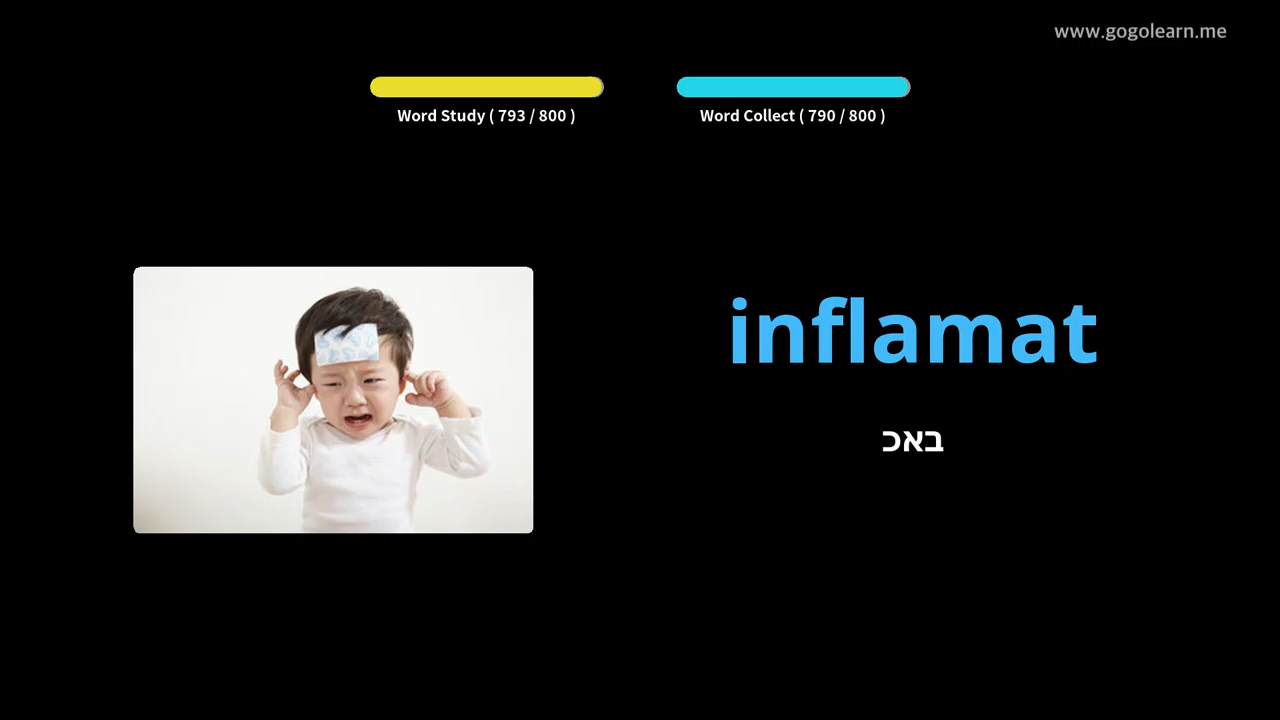 www.gogolearn.me
Word Study ( 793 / 800 )
Word Collect ( 790 / 800 )
inflamat
באכ